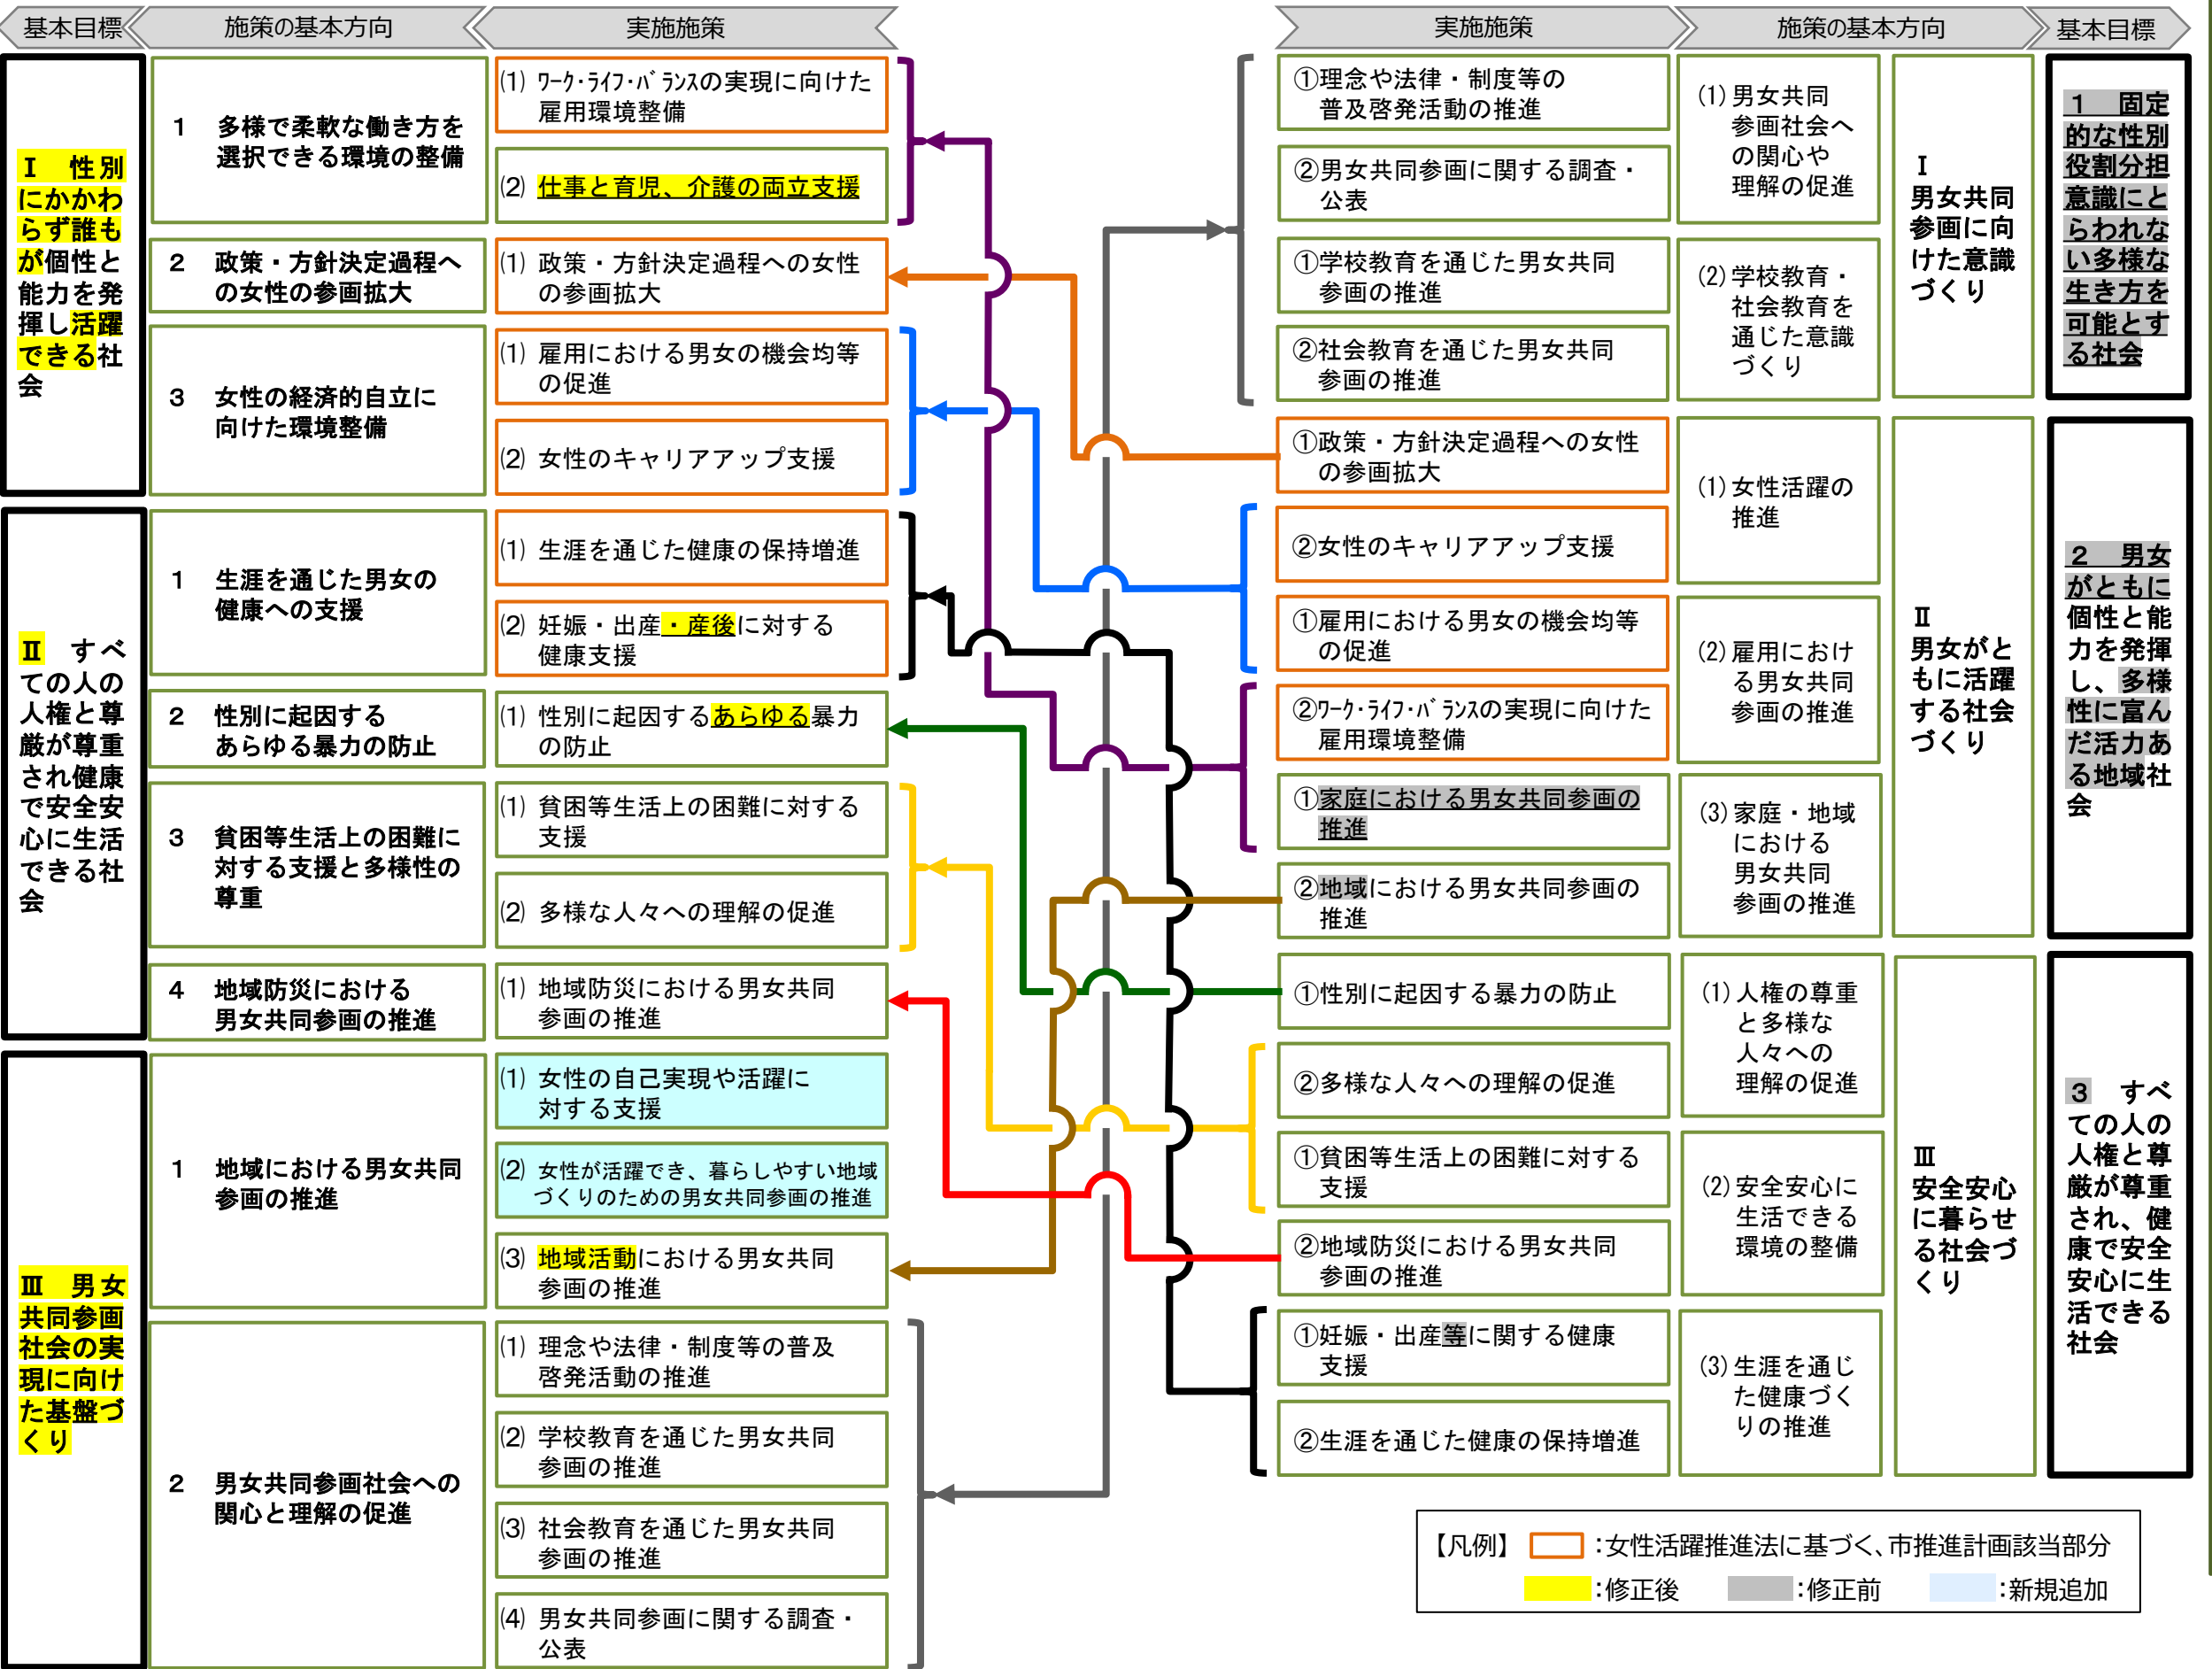 基本目標
施策の基本方向
実施施策
Ⅰ 性別
にかかわ
らず誰も
が個性と
能力を発
揮し活躍
できる社
会
1 多様で柔軟な働き方を
選択できる環境の整備
⑴ ﾜｰｸ・ﾗｲﾌ・ﾊﾞﾗﾝｽの実現に向けた
雇用環境整備
⑵ 仕事と育児、介護の両立支援
2 政策・方針決定過程へ
の女性の参画拡大
⑴ 政策・方針決定過程への女性
の参画拡大
3 女性の経済的自立に
向けた環境整備
⑴ 雇用における男女の機会均等
の促進
⑵ 女性のキャリアアップ支援
Ⅱ すべ
ての人の
人権と尊
厳が尊重
され健康
で安全安
心に生活
できる社
会
1 生涯を通じた男女の
健康への支援
⑴ 生涯を通じた健康の保持増進
⑵ 妊娠・出産・産後に対する
健康支援
2 性別に起因する
あらゆる暴力の防止
⑴ 性別に起因するあらゆる暴力
の防止
3 貧困等生活上の困難に
対する支援と多様性の
尊重
⑴ 貧困等生活上の困難に対する
支援
⑵ 多様な人々への理解の促進
4 地域防災における
男女共同参画の推進
⑴ 地域防災における男女共同
参画の推進
Ⅲ 男女
共同参画
社会の実
現に向け
た基盤づ
くり
1 地域における男女共同
参画の推進
⑴ 女性の自己実現や活躍に
対する支援
⑵ 女性が活躍でき、暮らしやすい地域
づくりのための男女共同参画の推進
⑶ 地域活動における男女共同
参画の推進
2 男女共同参画社会への
関心と理解の促進
⑴ 理念や法律・制度等の普及
啓発活動の推進
⑵ 学校教育を通じた男女共同
参画の推進
⑶ 社会教育を通じた男女共同
参画の推進
⑷ 男女共同参画に関する調査・
公表
実施施策
施策の基本方向
基本目標
①理念や法律・制度等の
普及啓発活動の推進
②男女共同参画に関する調査・
公表
①学校教育を通じた男女共同
参画の推進
②社会教育を通じた男女共同
参画の推進
⑴男女共同
参画社会へ
の関心や
理解の促進
⑵学校教育・
社会教育を
通じた意識
づくり
Ⅰ
男女共同
参画に向
けた意識
づくり
1 固定
的な性別
役割分担
意識にと
らわれな
い多様な
生き方を
可能とす
る社会
①政策・方針決定過程への女性
の参画拡大
②女性のキャリアアップ支援
①雇用における男女の機会均等
の促進
②ﾜｰｸ・ﾗｲﾌ・ﾊﾞﾗﾝｽの実現に向けた
雇用環境整備
①家庭における男女共同参画の
推進
②地域における男女共同参画の
推進
⑴女性活躍の
推進
⑵雇用におけ
る男女共同
参画の推進
⑶家庭・地域
における
男女共同
参画の推進
Ⅱ
男女がと
もに活躍
する社会
づくり
2 男女
がともに
個性と能
力を発揮
し、多様
性に富ん
だ活力あ
る地域社
会
①性別に起因する暴力の防止
②多様な人々への理解の促進
①貧困等生活上の困難に対する
支援
②地域防災における男女共同
参画の推進
①妊娠・出産等に関する健康
支援
②生涯を通じた健康の保持増進
⑴人権の尊重
と多様な
人々への
理解の促進
⑵安全安心に
生活できる
環境の整備
⑶生涯を通じ
た健康づく
りの推進
Ⅲ
安全安心
に暮らせ
る社会づ
くり
3 すべ
ての人の
人権と尊
厳が尊重
され、健
康で安全
安心に生
活できる
社会
【凡例】 ：女性活躍推進法に基づく、市推進計画該当部分
：修正後 ：修正前 ：新規追加